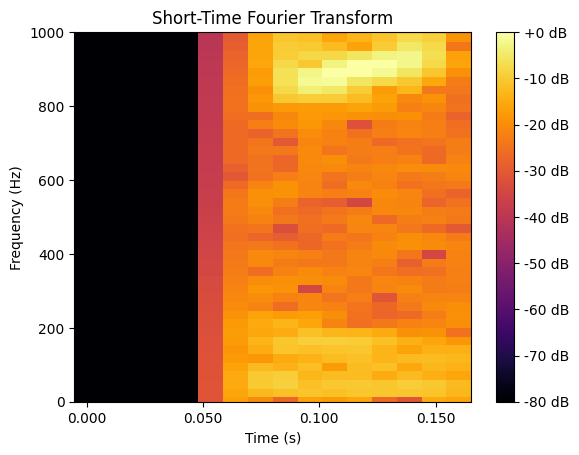 Short-Time Fourier Transform
1000
800
600
400
200
0
Frequency (Hz)
0.000
0.050
0.100
0.150
Time (s)
+0 dB
-10 dB
-20 dB
-30 dB
-40 dB
-50 dB
-60 dB
-70 dB
-80 dB